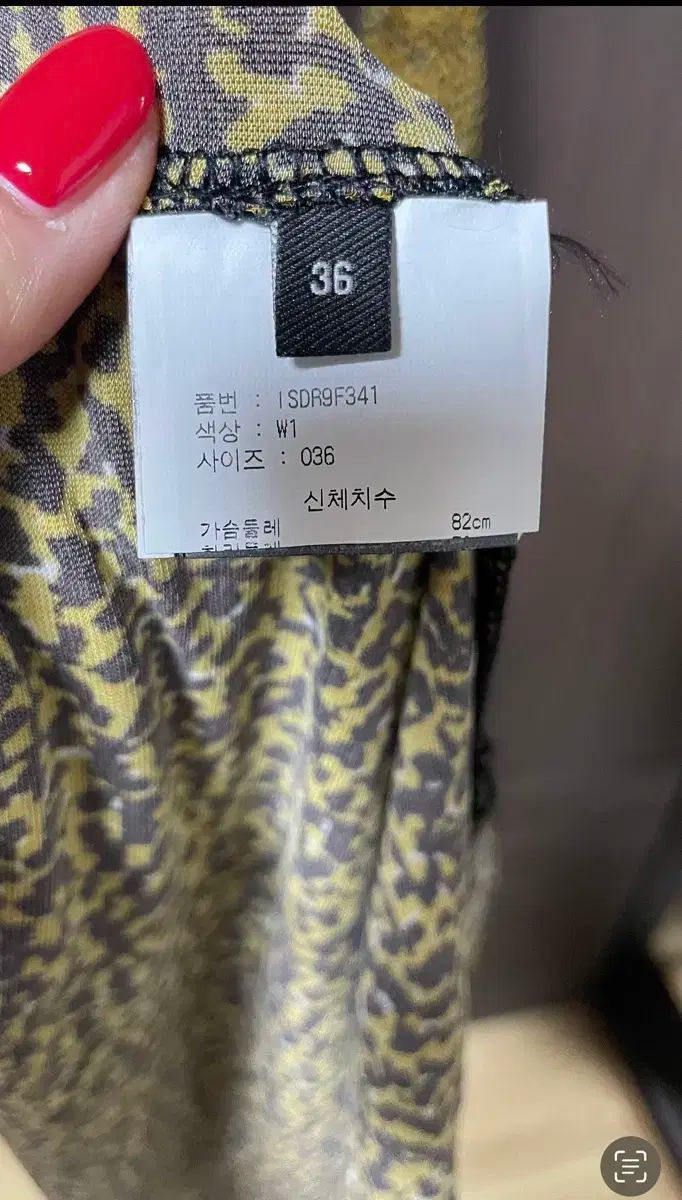 36
품번 : ISDR9F341
색상 : W1
사이즈 : 036
신체치수
가슴둘레 82cm